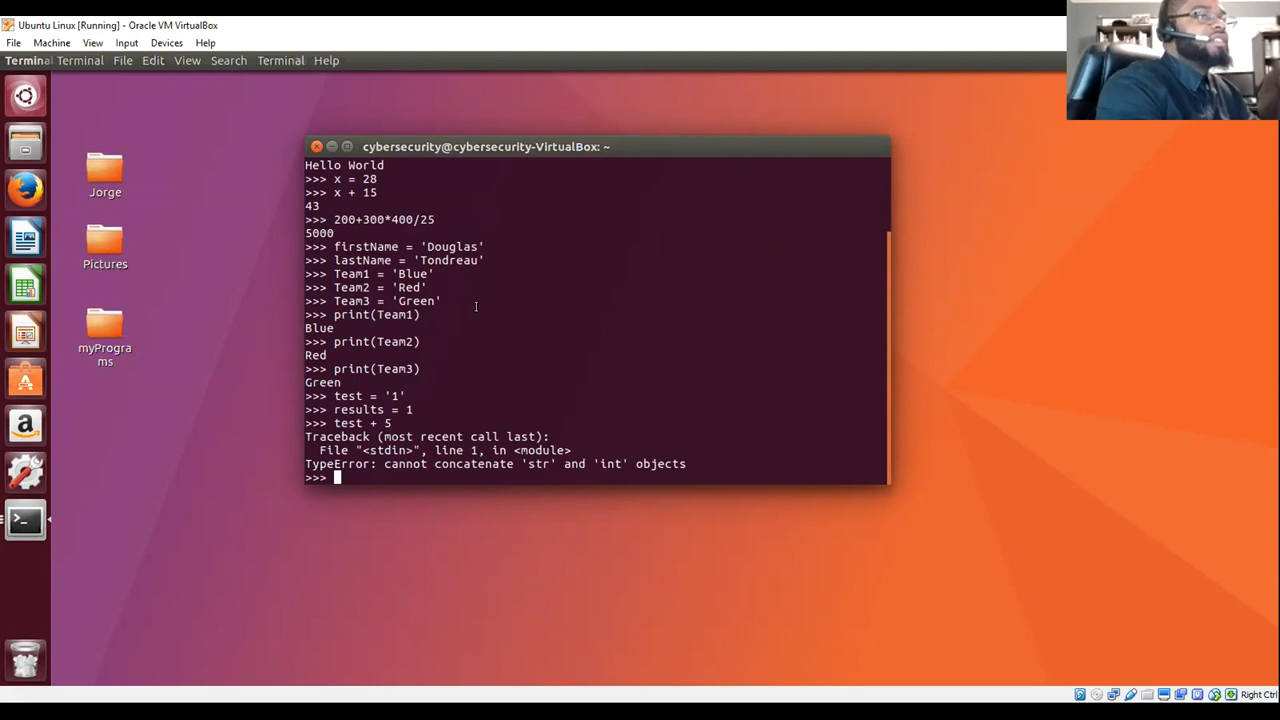 Ubuntu Linux [Running] - Oracle VM VirtualBox
File Machine View Input Devices Help
Terminal Terminal File Edit View Search Terminal Help
Jorge
Pictures
myProgra
ms
cybersecurity@cybersecurity-VirtualBox: ~
Hello World
>>> x = 28
>>> x + 15
43
>>> 200+300*400/25
5000
>>> firstName = 'Douglas'
>>> lastName = 'Tondreau'
>>> Team1 = 'Blue'
>>> Team2 = 'Red'
>>> Team3 = 'Green'
>>> print(Team1)
Blue
>>> print(Team2)
Red
>>> print(Team3)
Green
>>> test = '1'
>>> results = 1
>>> test + 5
Traceback (most recent call last):
  File "<stdin>", line 1, in <module>
TypeError: cannot concatenate 'str' and 'int' objects
>>>
Right Ctrl